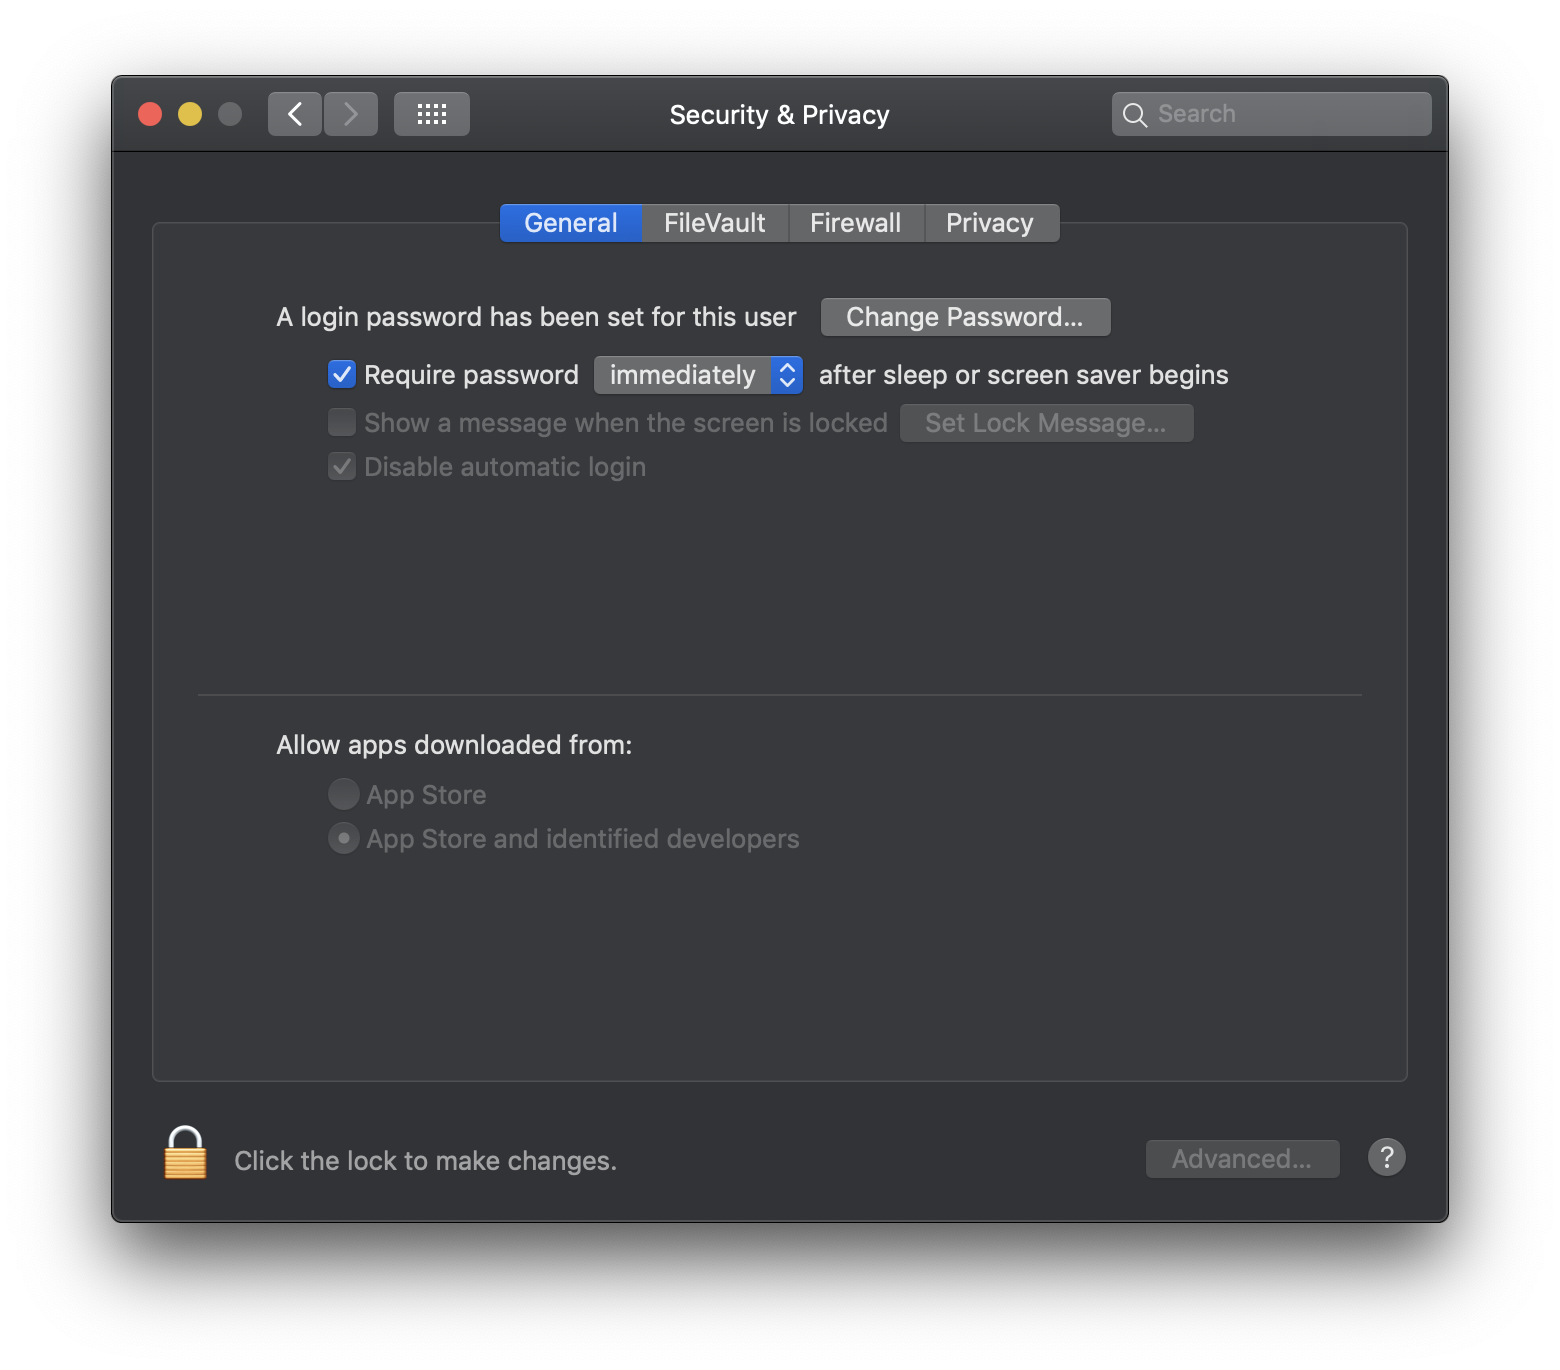 Security & Privacy
Search
General FileVault Firewall Privacy
A login password has been set for this user Change Password...
Require password immediately after sleep or screen saver begins
Show a message when the screen is locked Set Lock Message...
Disable automatic login
Allow apps downloaded from:
App Store
App Store and identified developers
Click the lock to make changes.
Advanced... ?